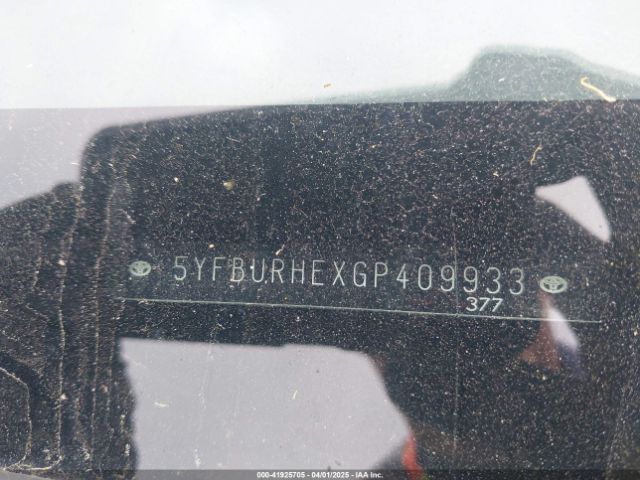 5YFBURHEXGP409933
377
000-41925705 - 04/01/2025 - IAA Inc.